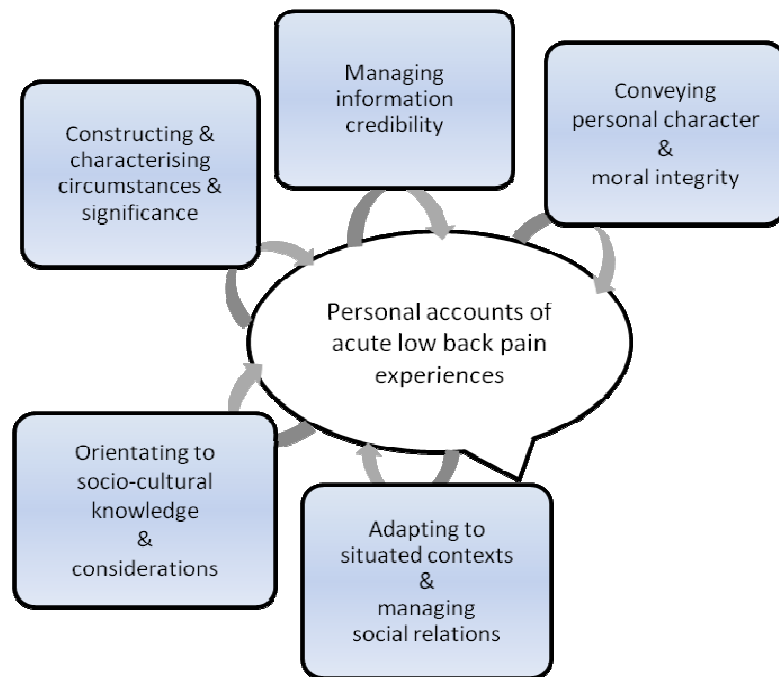 Managing
information
credibility
Conveying
personal character
&
moral integrity
Constructing &
characterising
circumstances &
significance
Personal accounts of
acute low back pain
experiences
Orientating to
socio-cultural
knowledge
&
considerations
Adapting to
situated contexts
&
managing
social relations